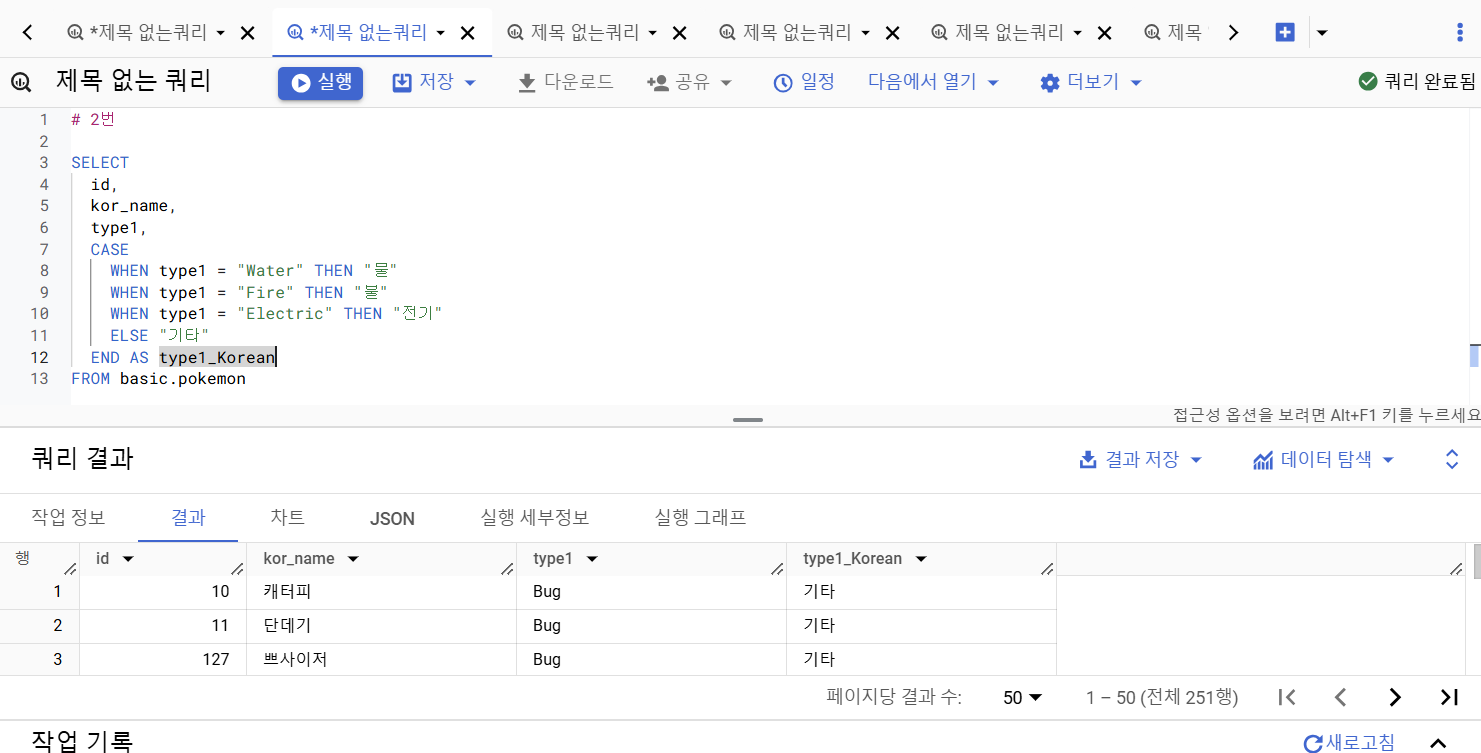 *제목 없는쿼리 *제목 없는쿼리 제목 없는쿼리 제목 없는쿼리 제목 없는쿼리 제목
제목 없는 쿼리 실행 저장 다운로드 공유 일정 다음에서 열기 더보기 쿼리 완료됨
1 # 2번
2
3 SELECT
4 id,
5 kor_name,
6 type1,
7 CASE
8 WHEN type1 = "Water" THEN "물"
9 WHEN type1 = "Fire" THEN "불"
10 WHEN type1 = "Electric" THEN "전기"
11 ELSE "기타"
12 END AS type1_Korean
13 FROM basic.pokemon
접근성 옵션을 보려면 Alt+F1 키를 누르세요
쿼리 결과 결과 저장 데이터 탐색
작업 정보 결과 차트 JSON 실행 세부정보 실행 그래프
행 id kor_name type1 type1_Korean
1 10 캐터피 Bug 기타
2 11 단데기 Bug 기타
3 127 쁘사이저 Bug 기타
페이지당 결과 수: 50 1 – 50 (전체 251행)
작업 기록 새로고침